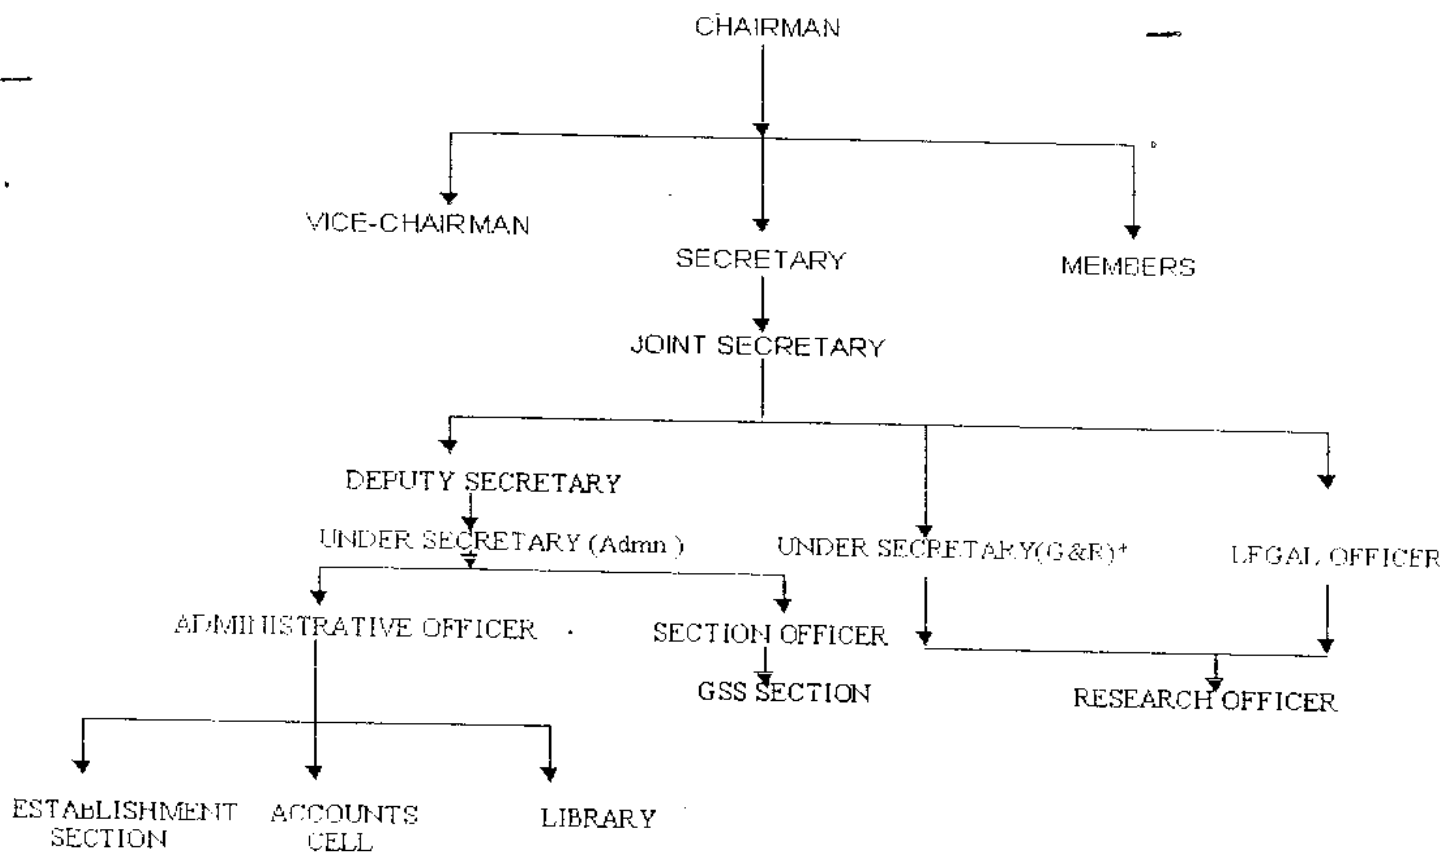 CHAIRMAN
VICE-CHAIRMAN
SECRETARY
MEMBERS
JOINT SECRETARY
DEPUTY SECRETARY
UNDER SECRETARY (Admn )
UNDER SECRETARY(G&R)+
LEGAL OFFICER
ADMINISTRATIVE OFFICER
SECTION OFFICER
GSS SECTION
RESEARCH OFFICER
ESTABLISHMENT
SECTION
ACCOUNTS
CELL
LIBRARY